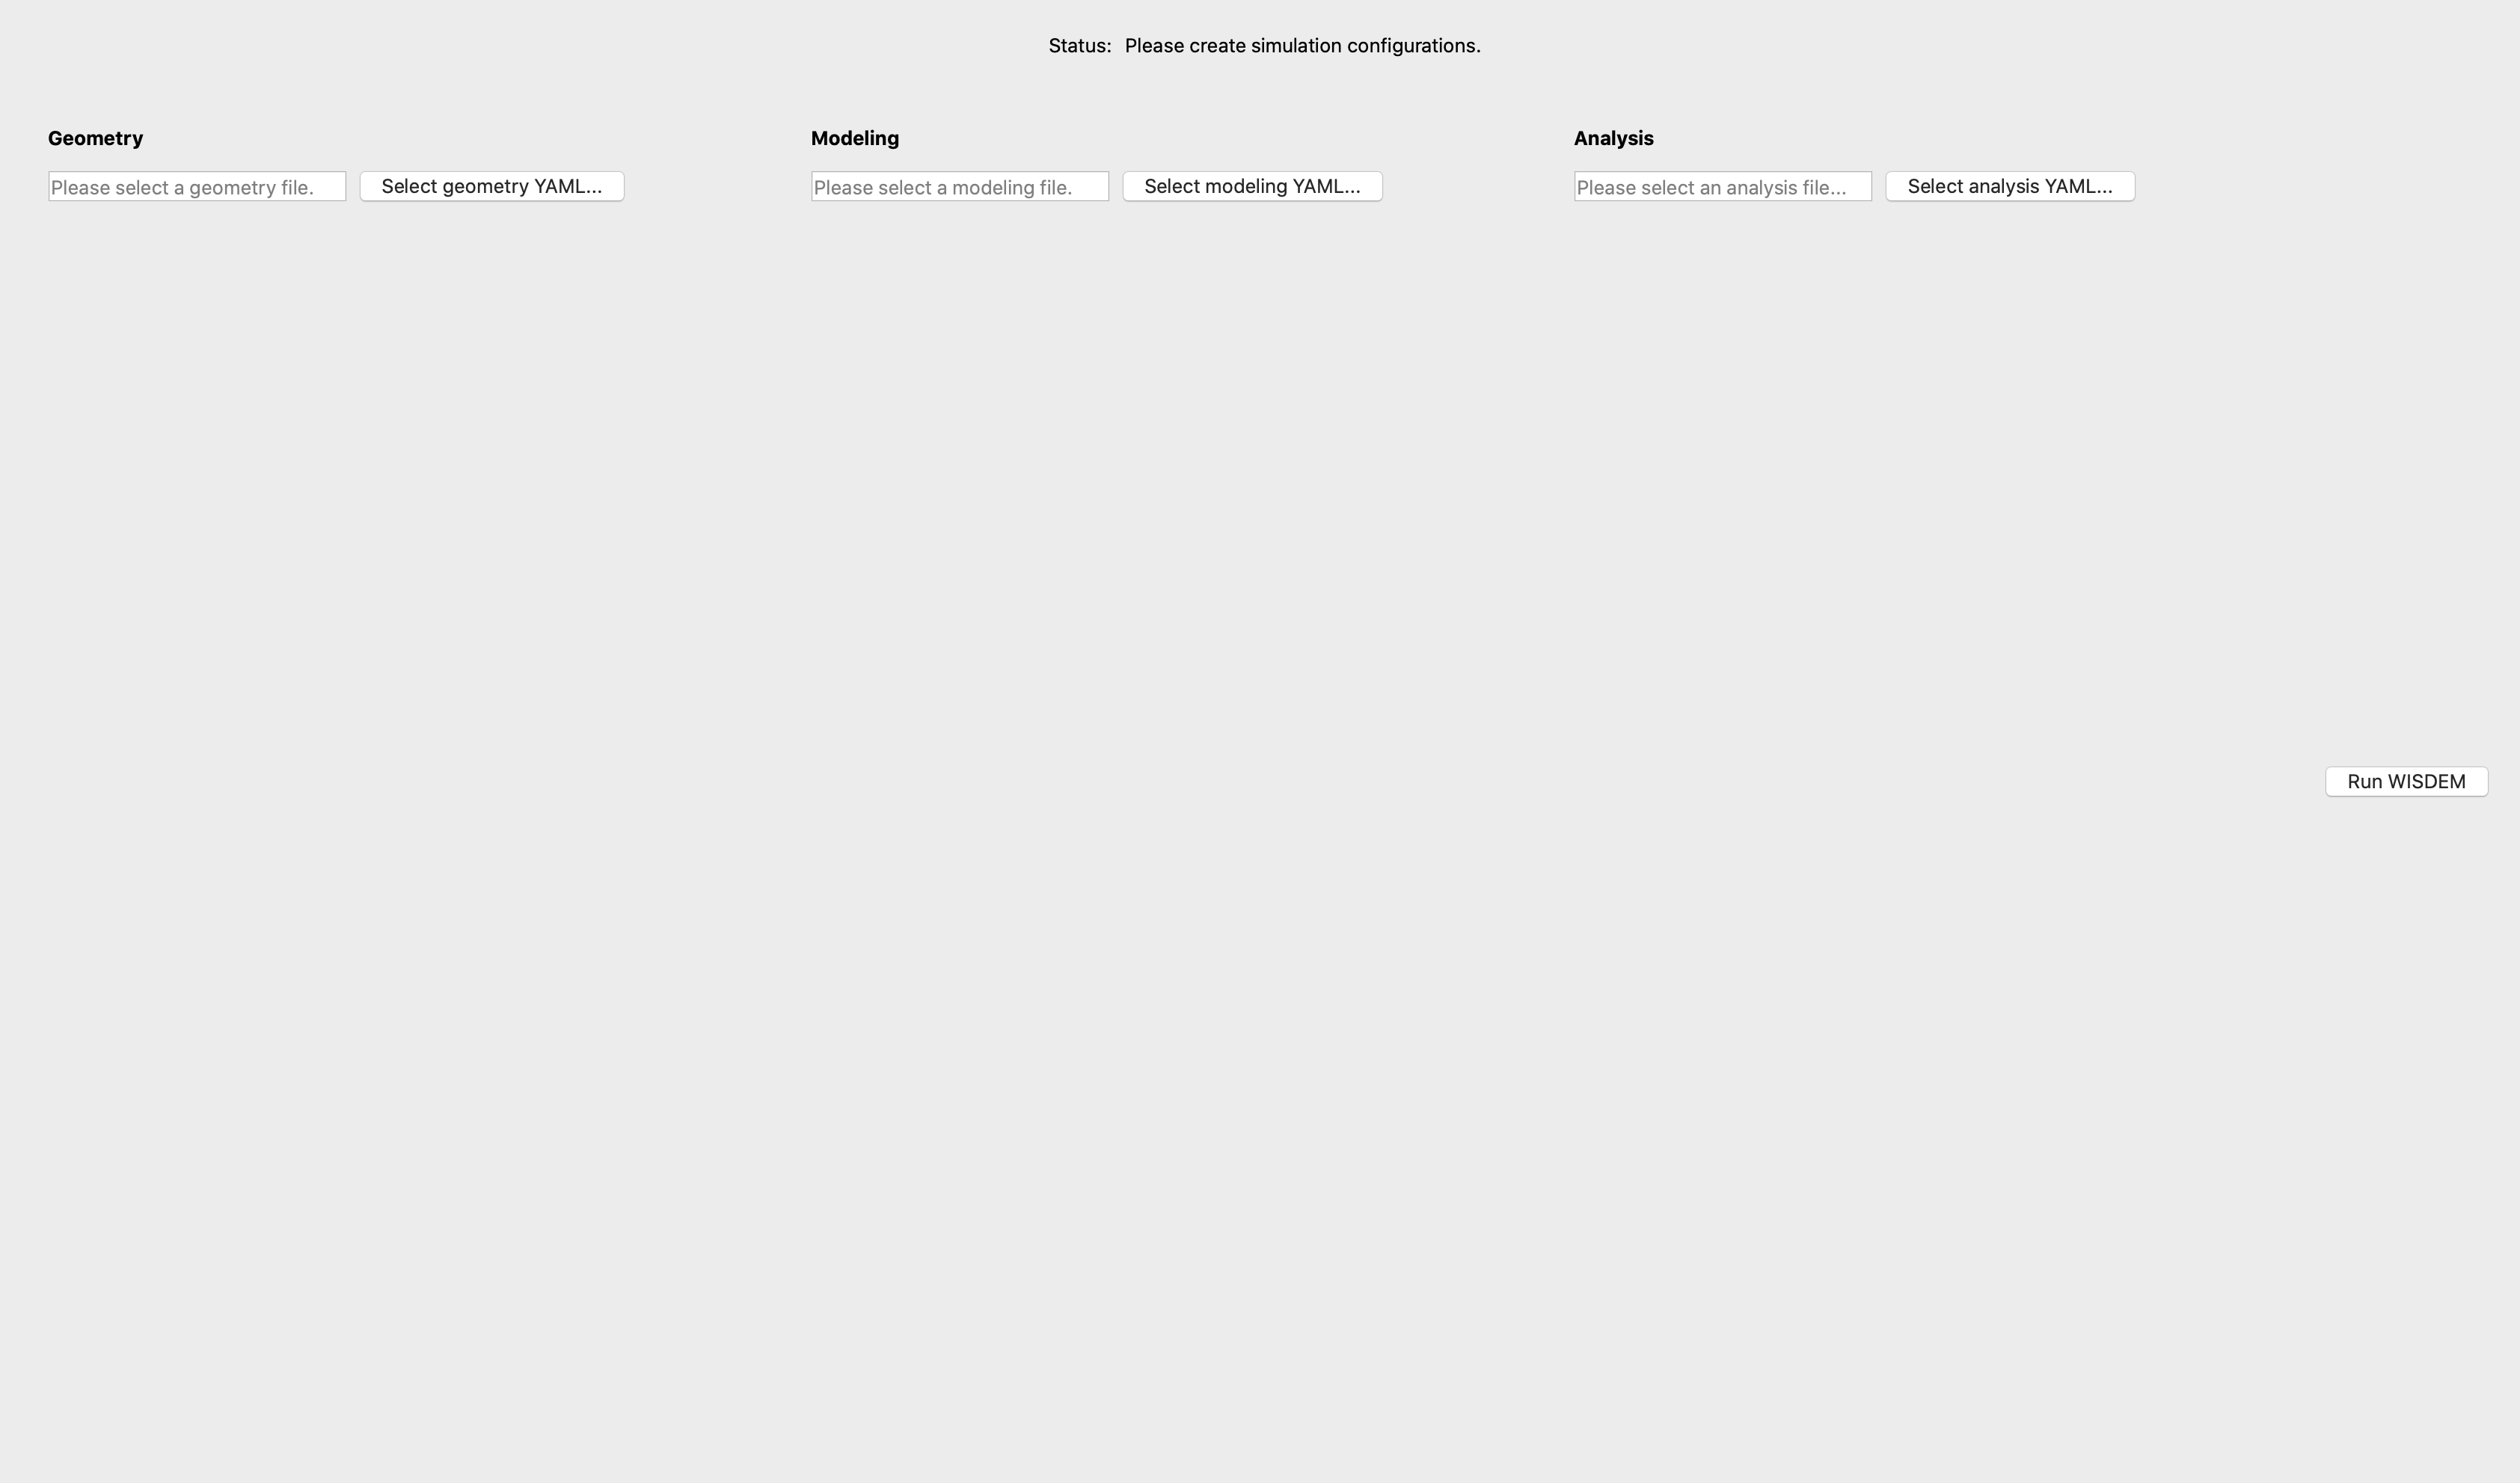 Status: Please create simulation configurations.
Geometry
Modeling
Analysis
Please select a geometry file.
Select geometry YAML...
Please select a modeling file.
Select modeling YAML...
Please select an analysis file...
Select analysis YAML...
Run WISDEM